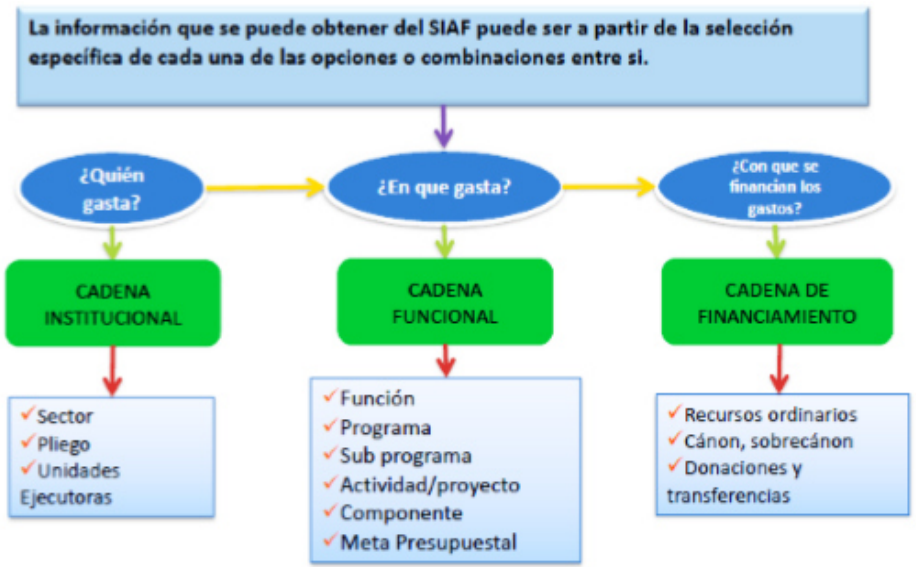 La información que se puede obtener del SIAF puede ser a partir de la selección
específica de cada una de las opciones o combinaciones entre si.
¿Quién
gasta?
¿En que gasta?
¿Con que se
financian los
gastos?
CADENA
INSTITUCIONAL
CADENA
FUNCIONAL
CADENA DE
FINANCIAMIENTO
✓Sector
✓Pliego
✓Unidades
Ejecutoras
✓Función
✓Programa
✓Sub programa
✓Actividad/proyecto
✓Componente
✓Meta Presupuestal
✓Recursos ordinarios
✓Cánon, sobrecánon
✓Donaciones y
transferencias